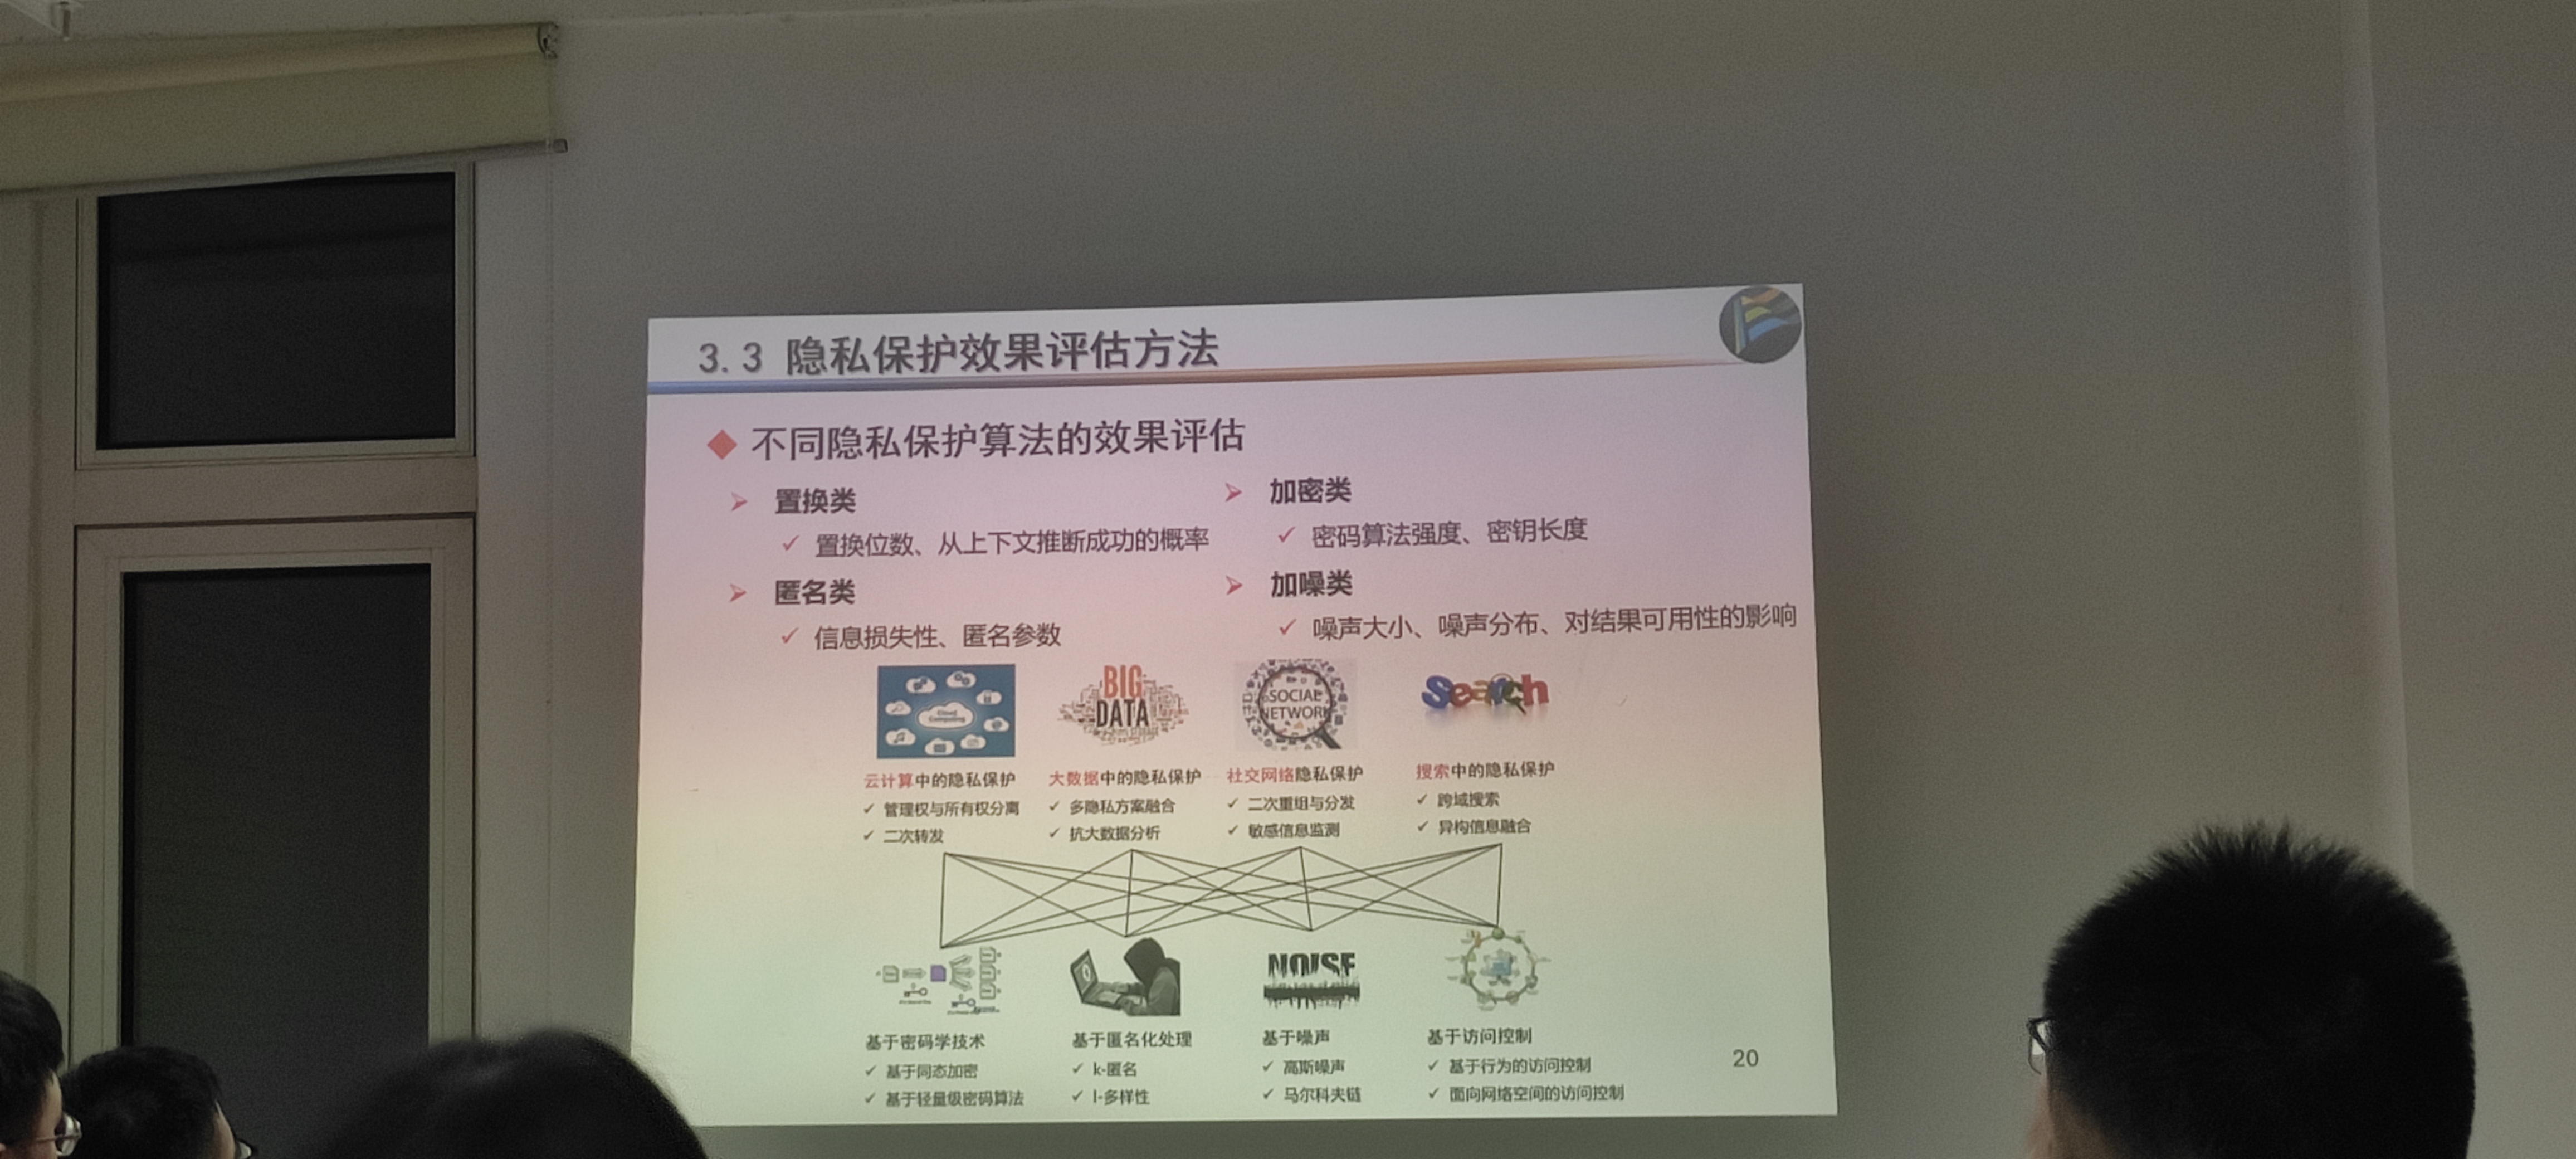 3.3 隐私保护效果评估方法
不同隐私保护算法的效果评估
置换类
置换位数、从上下文推断成功的概率
匿名类
信息损失性、匿名参数
加密类
密码算法强度、密钥长度
加噪类
噪声大小、噪声分布、对结果可用性的影响
Cloud
Computing
BIG
DATA
SOCIAL
NETWORK
Search
云计算中的隐私保护
管理权与所有权分离
二次转发
大数据中的隐私保护
多隐私方案融合
抗大数据分析
社交网络隐私保护
二次重组与分发
敏感信息监测
搜索中的隐私保护
跨域搜索
异构信息融合
NOISE
基于密码学技术
基于同态加密
基于轻量级密码算法
基于匿名化处理
k-匿名
l-多样性
基于噪声
高斯噪声
马尔科夫链
基于访问控制
基于行为的访问控制
面向网络空间的访问控制
20